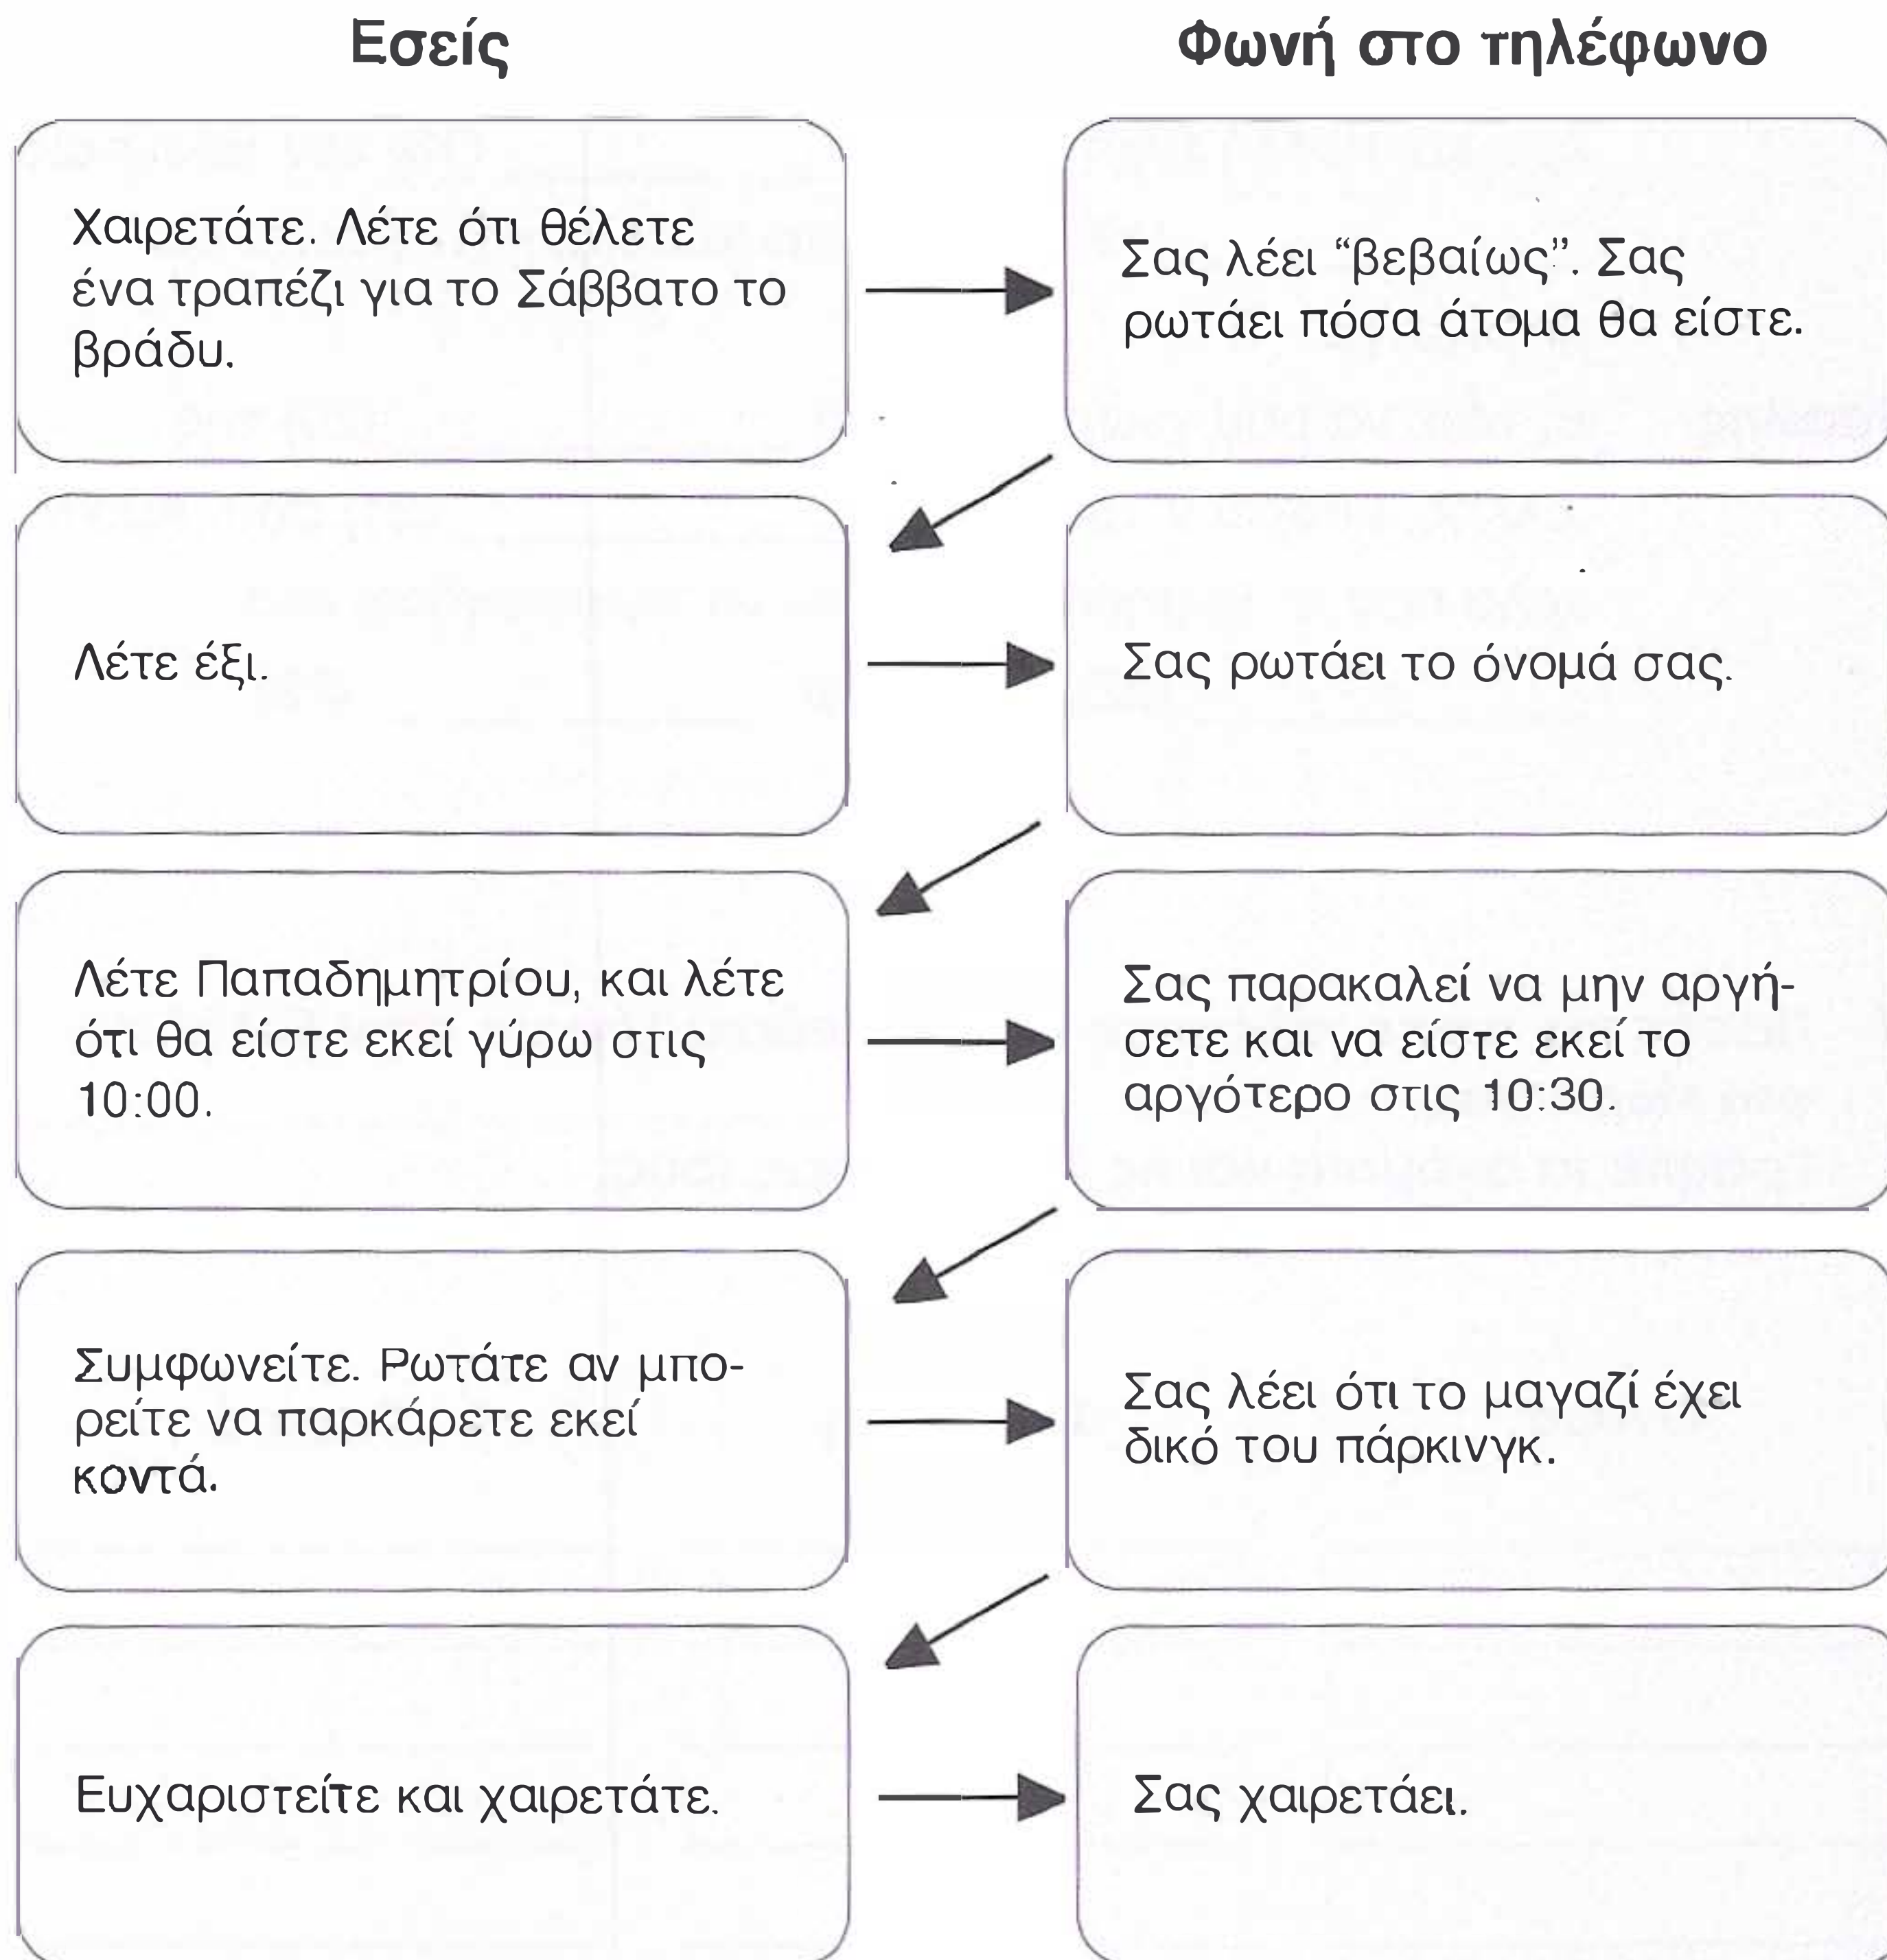 Εσείς
Φωνή στο τηλέφωνο
Χαιρετάτε. Λέτε ότι θέλετε
ένα τραπέζι για το Σάββατο το
βράδυ.
Σας λέει “βεβαίως”. Σας
ρωτάει πόσα άτομα θα είστε.
Λέτε έξι.
Σας ρωτάει το όνομά σας.
Λέτε Παπαδημητρίου, και λέτε
ότι θα είστε εκεί γύρω στις
10:00.
Σας παρακαλεί να μην αργή-
σετε και να είστε εκεί το
αργότερο στις 10:30.
Συμφωνείτε. Ρωτάτε αν μπο-
ρείτε να παρκάρετε εκεί
κοντά.
Σας λέει ότι το μαγαζί έχει
δικό του πάρκινγκ.
Ευχαριστείτε και χαιρετάτε.
Σας χαιρετάει.